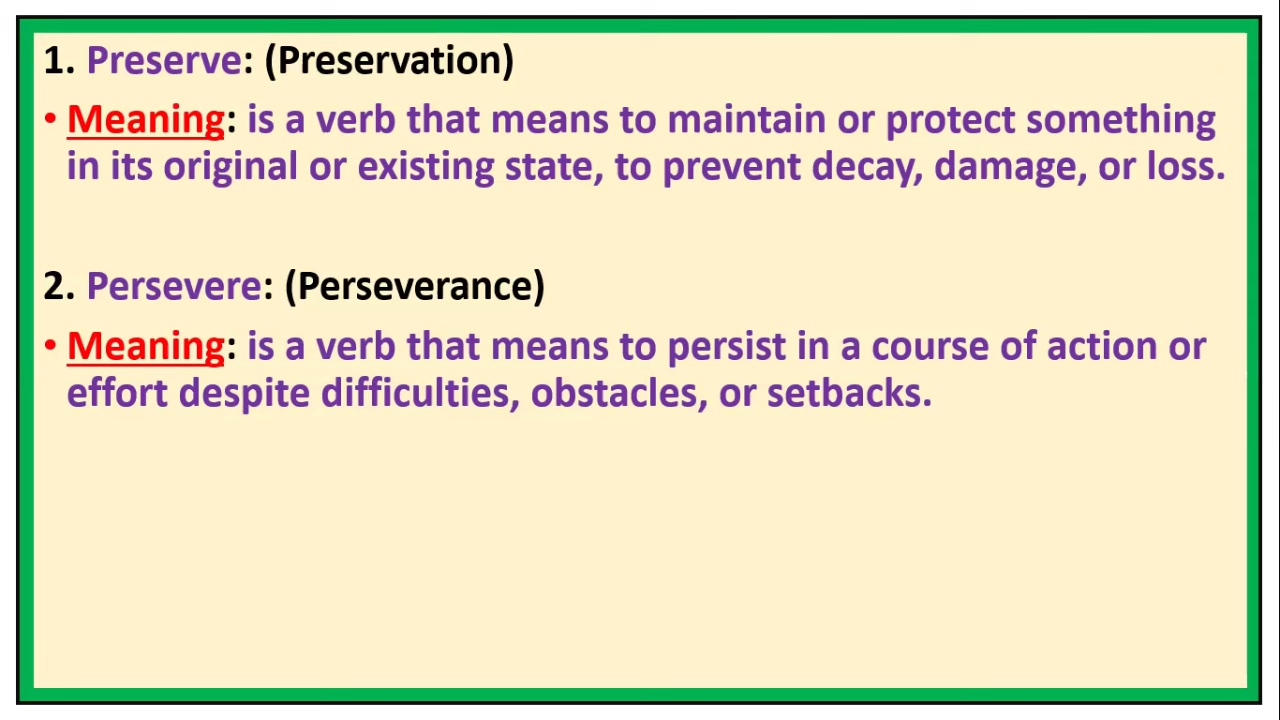 1. Preserve: (Preservation)
• Meaning: is a verb that means to maintain or protect something
in its original or existing state, to prevent decay, damage, or loss.
2. Persevere: (Perseverance)
• Meaning: is a verb that means to persist in a course of action or
effort despite difficulties, obstacles, or setbacks.